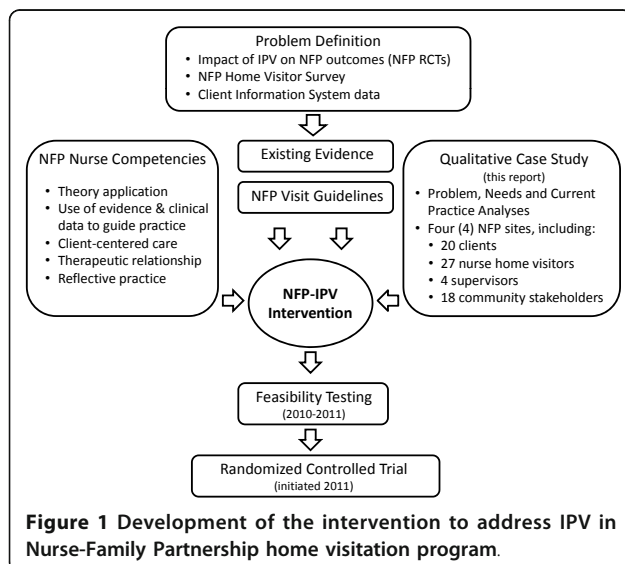 Problem Definition
• Impact of IPV on NFP outcomes (NFP RCTs)
• NFP Home Visitor Survey
• Client Information System data
Existing Evidence
NFP Visit Guidelines
NFP Nurse Competencies
• Theory application
• Use of evidence & clinical
data to guide practice
• Client-centered care
• Therapeutic relationship
• Reflective practice
Qualitative Case Study
(this report)
• Problem, Needs and Current
Practice Analyses
• Four (4) NFP sites, including:
• 20 clients
• 27 nurse home visitors
• 4 supervisors
• 18 community stakeholders
NFP-IPV
Intervention
Feasibility Testing
(2010-2011)
Randomized Controlled Trial
(initiated 2011)
Figure 1 Development of the intervention to address IPV in
Nurse-Family Partnership home visitation program.